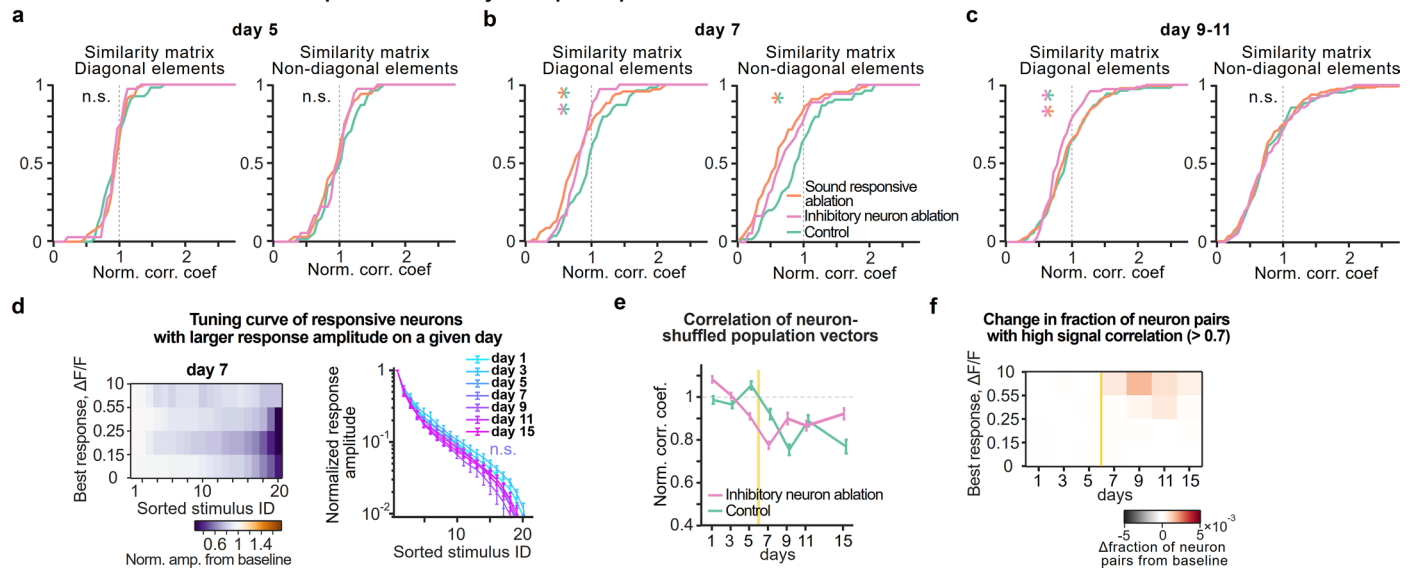 a
day 5
Similarity matrix
Diagonal elements
Similarity matrix
Non-diagonal elements
1
0.5
0
n.s.
0 1 2
Norm. corr. coef
1
0.5
0
n.s.
0 1 2
Norm. corr. coef
b
day 7
Similarity matrix
Diagonal elements
Similarity matrix
Non-diagonal elements
1
0.5
0
*
*
0 1 2
Norm. corr. coef
1
0.5
0
*
Sound responsive
ablation
Inhibitory neuron ablation
Control
0 1 2
Norm. corr. coef
c
day 9-11
Similarity matrix
Diagonal elements
Similarity matrix
Non-diagonal elements
1
0.5
0
*
*
0 1 2
Norm. corr. coef
1
0.5
0
n.s.
0 1 2
Norm. corr. coef
d
Tuning curve of responsive neurons
with larger response amplitude on a given day
day 7
Best response, ΔF/F
10
0.55
0.25
0.15
0
1 10 20
Sorted stimulus ID
0.6 1 1.4
Norm. amp. from baseline
Normalized response
amplitude
1
10⁻¹
10⁻²
day 1
day 3
day 5
day 7
day 9
day 11
day 15
n.s.
10 20
Sorted stimulus ID
e
Correlation of neuron-
shuffled population vectors
Norm. corr. coef.
1
0.8
0.6
0.4
Inhibitory neuron ablation
Control
1 3 5 7 9 11 15
days
f
Change in fraction of neuron pairs
with high signal correlation (> 0.7)
Best response, ΔF/F
10
0.55
0.25
0.15
0
1 3 5 7 9 11 15
days
-5 0 5 ×10⁻³
Δfraction of neuron
pairs from baseline